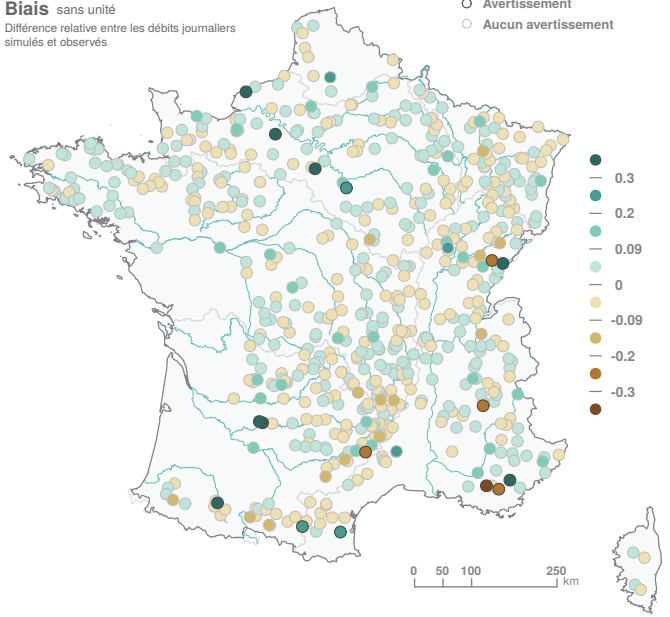 Biais sans unité
Différence relative entre les débits journaliers
simulés et observés
Avertissement
Aucun avertissement
0.3
0.2
0.09
0
-0.09
-0.2
-0.3
0 50 100 250
km